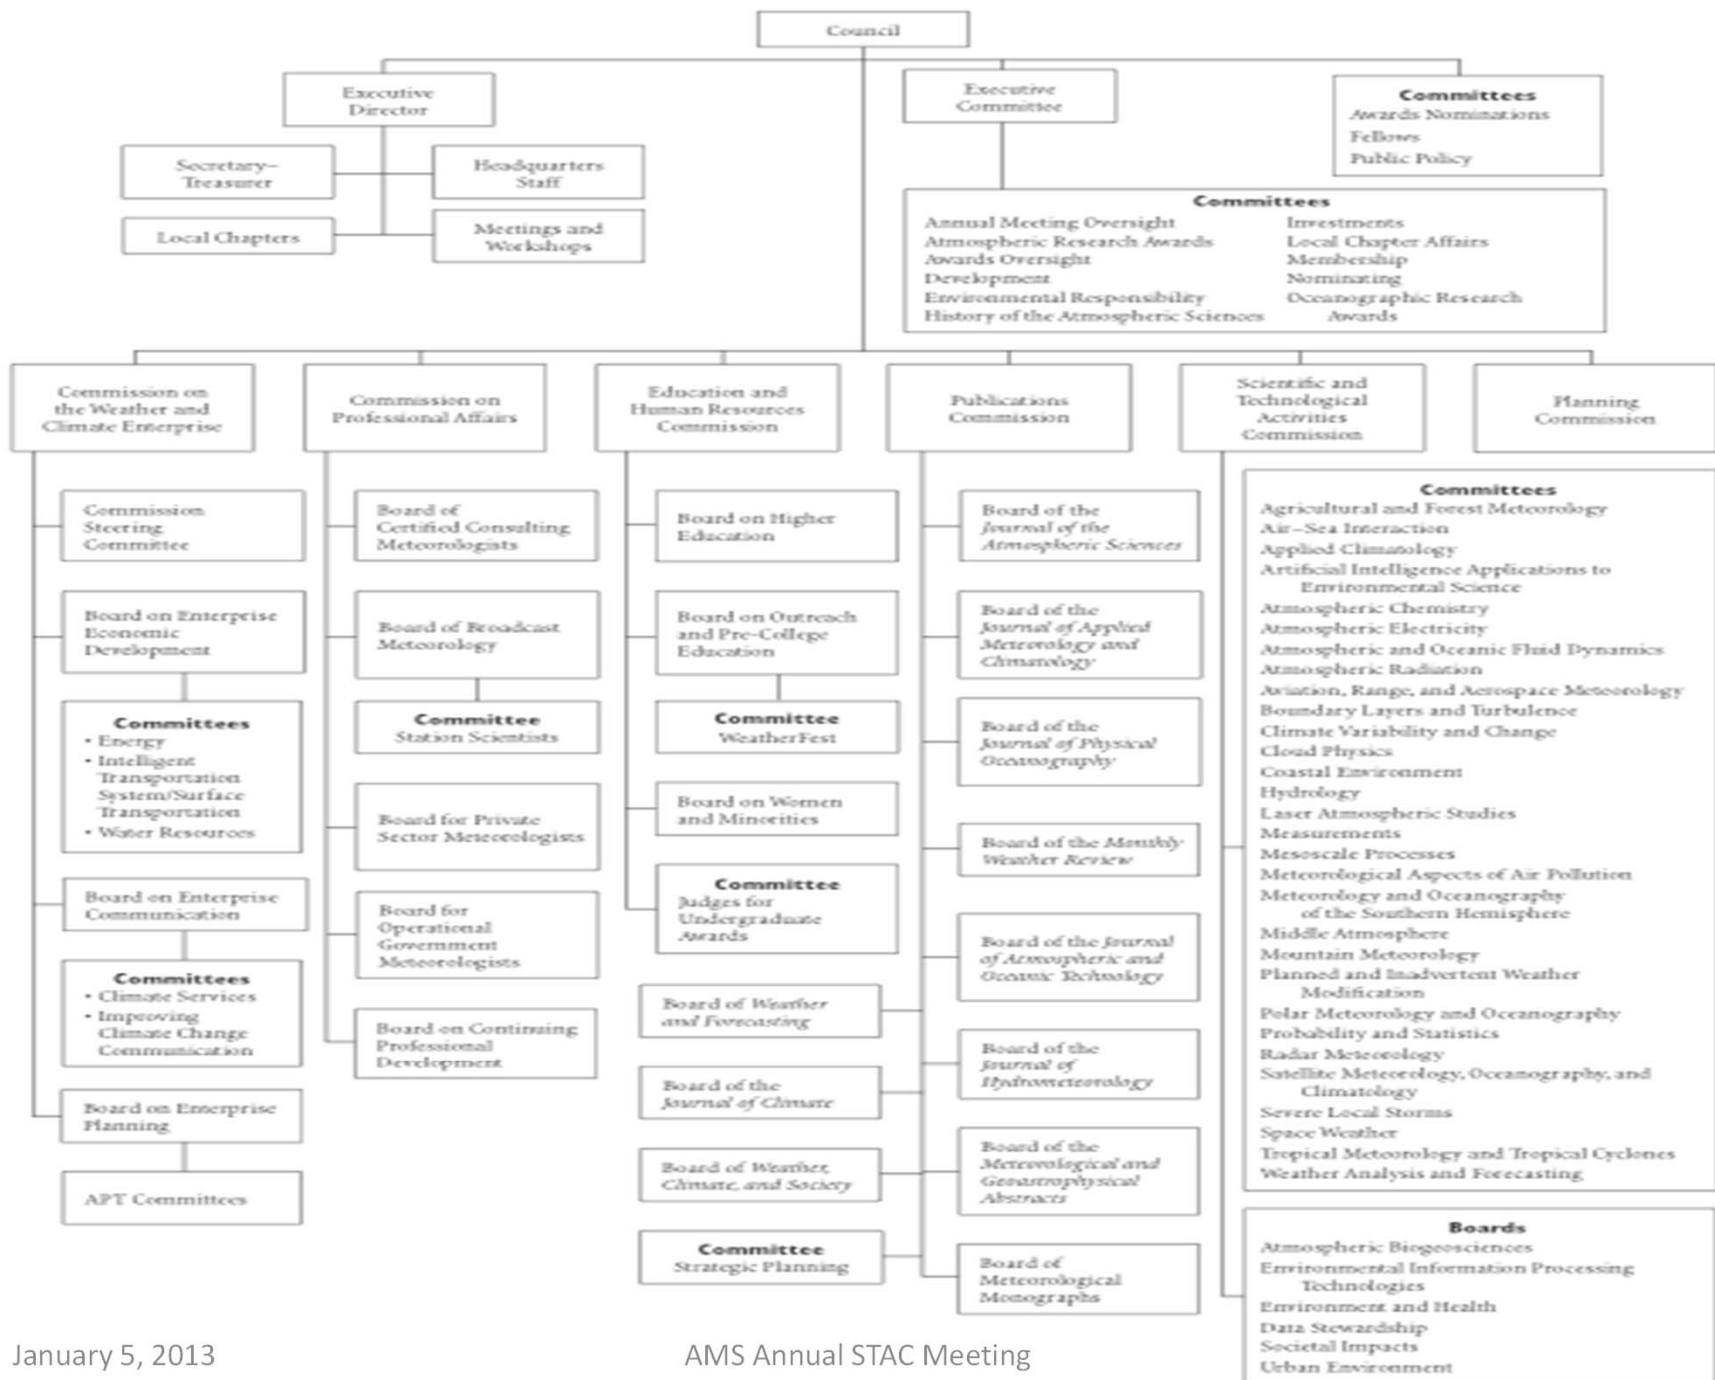 Council
Executive
Director
Executive
Committee
Committees
Awards Nominations
Fellows
Public Policy
Secretary–
Treasurer
Headquarters
Staff
Local Chapters
Meetings and
Workshops
Committees
Annual Meeting Oversight
Atmospheric Research Awards
Awards Oversight
Development
Environmental Responsibility
History of the Atmospheric Sciences
Investments
Local Chapter Affairs
Membership
Nominating
Oceanographic Research
Awards
Commission on
the Weather and
Climate Enterprise
Commission on
Professional Affairs
Education and
Human Resources
Commission
Publications
Commission
Scientific and
Technological
Activities
Commission
Planning
Commission
Commission
Steering
Committee
Board on Enterprise
Economic
Development
Committees
• Energy
• Intelligent
Transportation
System/Surface
Transportation
• Water Resources
Board on Enterprise
Communication
Committees
• Climate Services
• Improving
Climate Change
Communication
Board on Enterprise
Planning
APT Committees
Board of
Certified Consulting
Meteorologists
Board of Broadcast
Meteorology
Committee
Station Scientists
Board for Private
Sector Meteorologists
Board for
Operational
Government
Meteorologists
Board on Continuing
Professional
Development
Board on Higher
Education
Board on Outreach
and Pre-College
Education
Committee
WeatherFest
Board on Women
and Minorities
Committee
Judges for
Undergraduate
Awards
Board of Weather
and Forecasting
Board of the
Journal of Climate
Board of Weather,
Climate, and Society
Committee
Strategic Planning
Board of the
Journal of the
Atmospheric Sciences
Board of the
Journal of Applied
Meteorology and
Climatology
Board of the
Journal of Physical
Oceanography
Board of the Monthly
Weather Review
Board of the Journal
of Atmospheric and
Oceanic Technology
Board of the
Journal of
Hydrometeorology
Board of the
Meteorological and
Geoastrophysical
Abstracts
Board of
Meteorological
Monographs
Committees
Agricultural and Forest Meteorology
Air–Sea Interaction
Applied Climatology
Artificial Intelligence Applications to
Environmental Science
Atmospheric Chemistry
Atmospheric Electricity
Atmospheric and Oceanic Fluid Dynamics
Atmospheric Radiation
Aviation, Range, and Aerospace Meteorology
Boundary Layers and Turbulence
Climate Variability and Change
Cloud Physics
Coastal Environment
Hydrology
Laser Atmospheric Studies
Measurements
Mesoscale Processes
Meteorological Aspects of Air Pollution
Meteorology and Oceanography
of the Southern Hemisphere
Middle Atmosphere
Mountain Meteorology
Planned and Inadvertent Weather
Modification
Polar Meteorology and Oceanography
Probability and Statistics
Radar Meteorology
Satellite Meteorology, Oceanography, and
Climatology
Severe Local Storms
Space Weather
Tropical Meteorology and Tropical Cyclones
Weather Analysis and Forecasting
Boards
Atmospheric Biogeosciences
Environmental Information Processing
Technologies
Environment and Health
Data Stewardship
Societal Impacts
Urban Environment
January 5, 2013
AMS Annual STAC Meeting